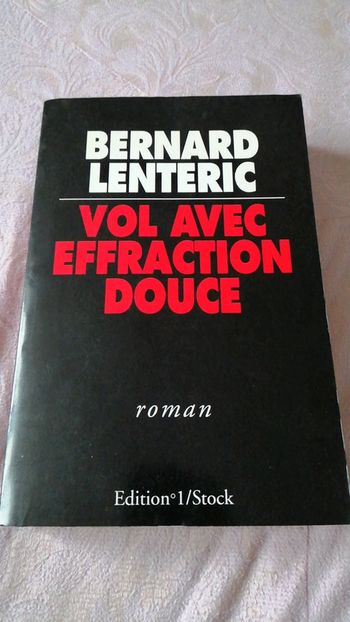 BERNARD
LENTERIC
VOL AVEC
EFFRACTION
DOUCE
roman
Edition°1/Stock